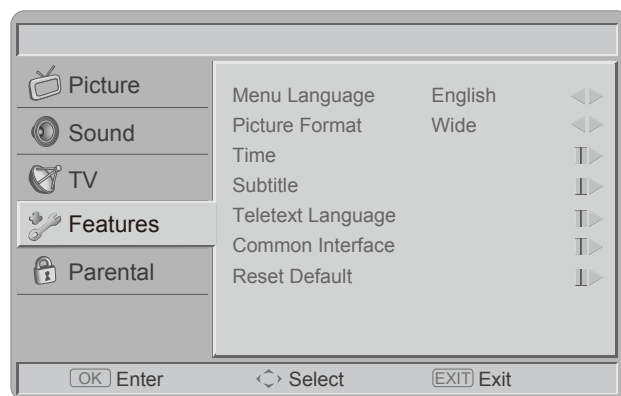 Picture
Sound
TV
Features
Parental
Menu Language English
Picture Format Wide
Time
Subtitle
Teletext Language
Common Interface
Reset Default
OK Enter Select EXIT Exit